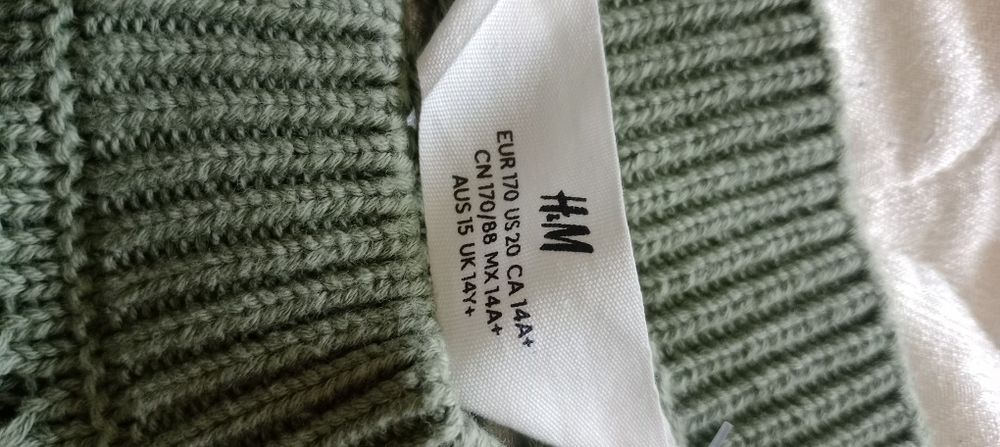 H&M
EUR 170 US 20 CA 14A+
CN 170/88 MX 14A+
AUS 15 UK 14Y+